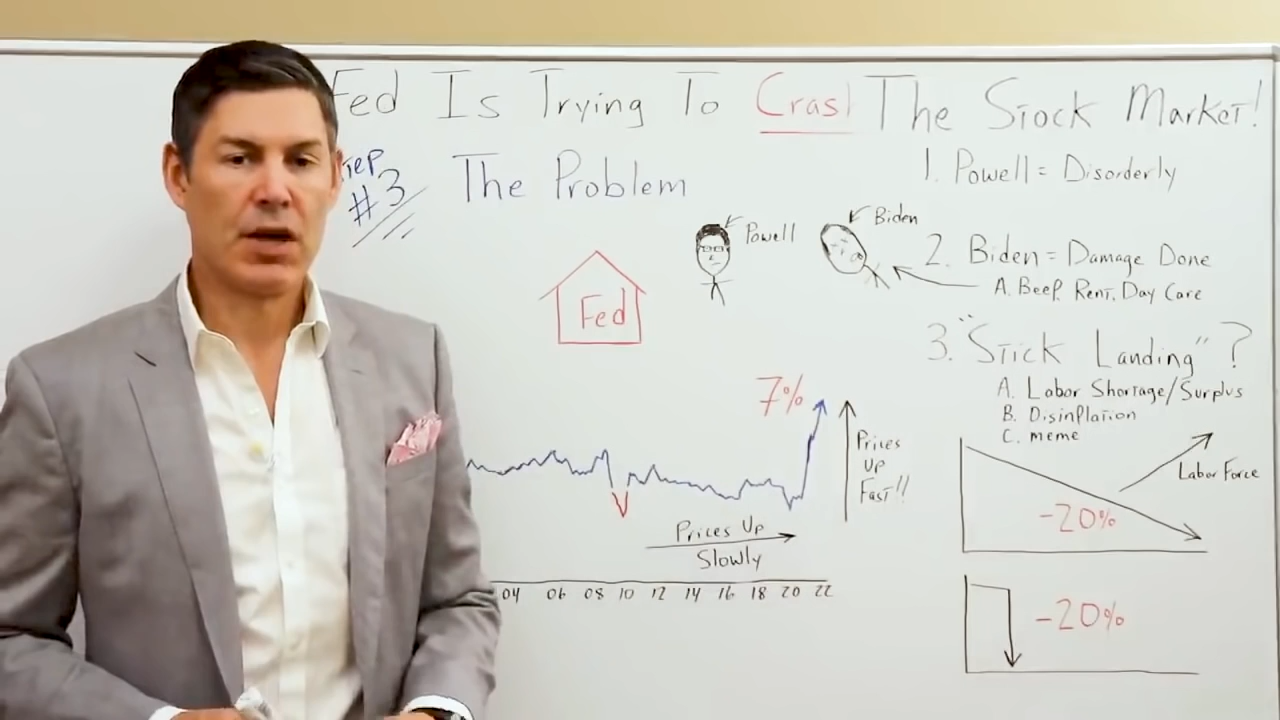 Fed Is Trying To Cras The Stock Market!
tep
#3
The Problem
1. Powell = Disorderly
Powell
Biden
2. Biden = Damage Done
A. Beef, Rent, Day Care
Fed
3. "Stick Landing" ?
A. Labor Shortage/Surplus
B. Disinflation
C. meme
7%
Prices
Up
Fast!!
Labor Force
-20%
Prices Up
Slowly
04 06 08 10 12 14 16 18 20 22
-20%